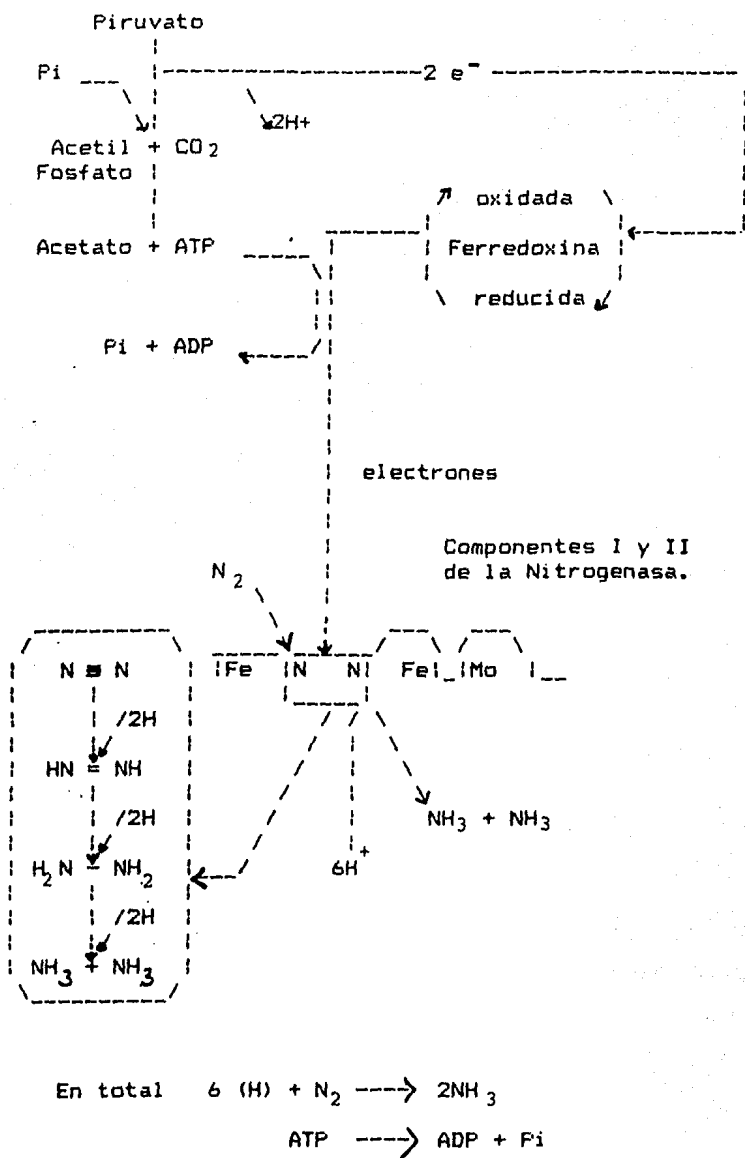 Piruvato
Pi 2 e⁻
2H+
Acetil + CO₂
Fosfato
oxidada
Acetato + ATP
Ferredoxina
reducida
Pi + ADP
electrones
Componentes I y II
de la Nitrogenasa.
N₂
N ≡ N Fe N N Fe Mo
/2H
HN = NH
/2H
NH₃ + NH₃
H₂N - NH₂
6H⁺
/2H
NH₃ + NH₃
En total 6 (H) + N₂ ----> 2NH₃
ATP ----> ADP + Pi